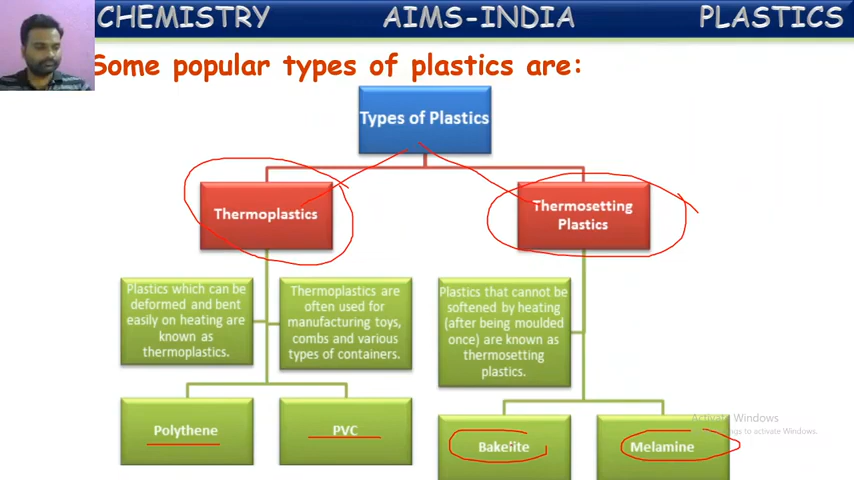 CHEMISTRY AIMS-INDIA PLASTICS
Some popular types of plastics are:
Types of Plastics
Thermoplastics
Thermosetting
Plastics
Plastics which can be
deformed and bent
easily on heating are
known as
thermoplastics.
Thermoplastics are
often used for
manufacturing toys,
combs and various
types of containers.
Plastics that cannot be
softened by heating
(after being moulded
once) are known as
thermosetting
plastics.
Polythene
PVC
Bakelite
Melamine
Activate Windows
to activate Windows.